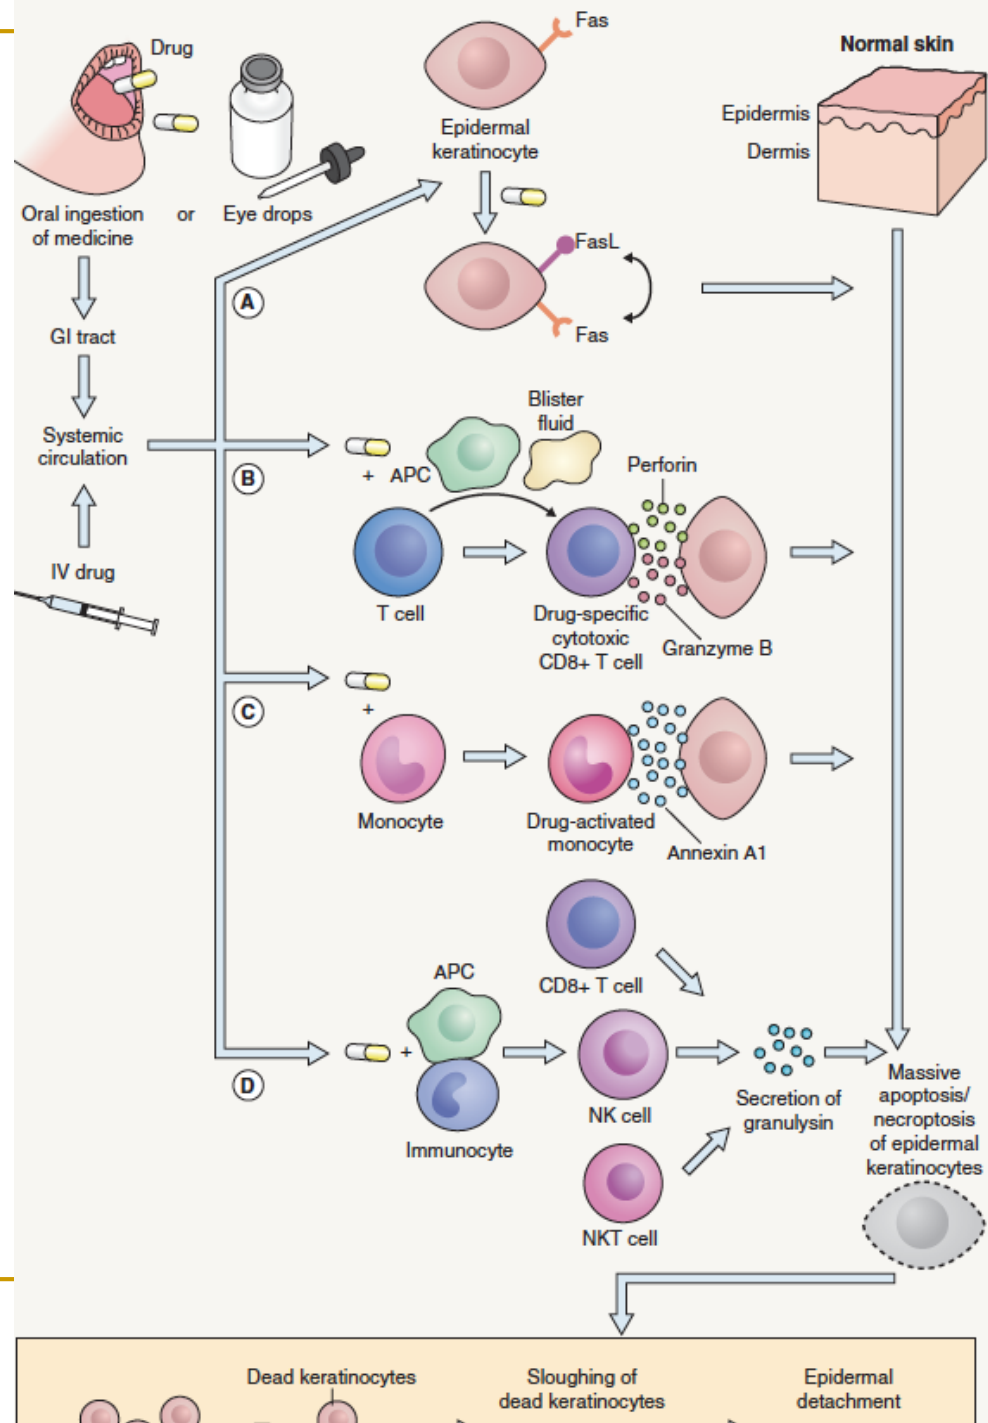 Drug
Oral ingestion
of medicine
or
Eye drops
GI tract
Systemic
circulation
IV drug
Fas
Epidermal
keratinocyte
FasL
Fas
A
Normal skin
Epidermis
Dermis
B
+ APC
Blister
fluid
Perforin
T cell
Drug-specific
cytotoxic
CD8+ T cell
Granzyme B
C
+
Monocyte
Drug-activated
monocyte
Annexin A1
D
APC
+
Immunocyte
CD8+ T cell
NK cell
NKT cell
Secretion of
granulysin
Massive
apoptosis/
necroptosis
of epidermal
keratinocytes
Dead keratinocytes
Sloughing of
dead keratinocytes
Epidermal
detachment